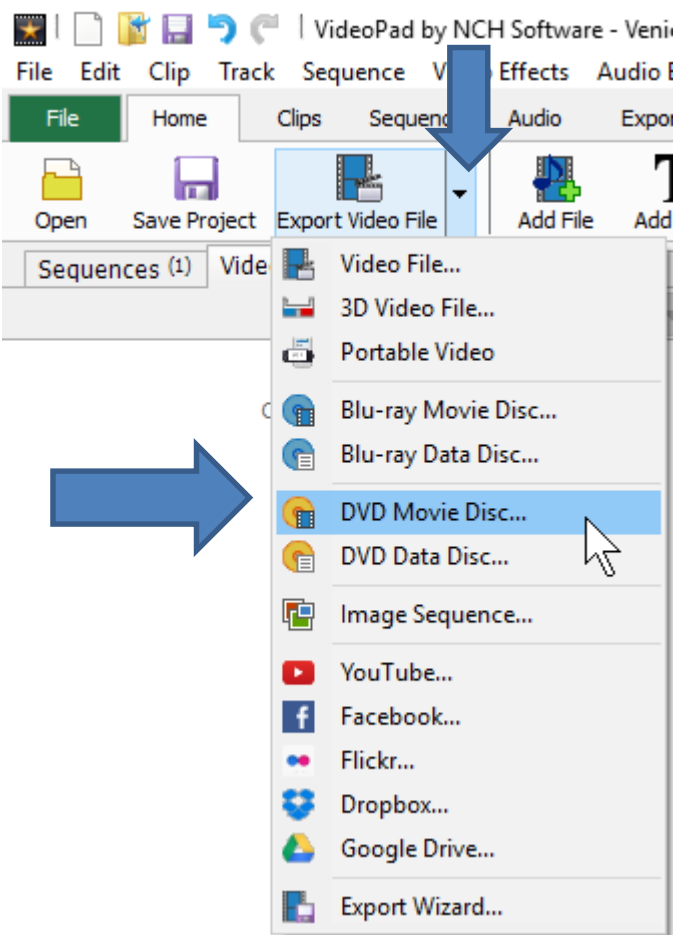 VideoPad by NCH Software - Venic
File Edit Clip Track Sequence Effects Audio
File Home Clips Audio
Open Save Project Export Video File Add File Add
Sequences (1)
Video File...
3D Video File...
Portable Video
Blu-ray Movie Disc...
Blu-ray Data Disc...
DVD Movie Disc...
DVD Data Disc...
Image Sequence...
YouTube...
Facebook...
Flickr...
Dropbox...
Google Drive...
Export Wizard...